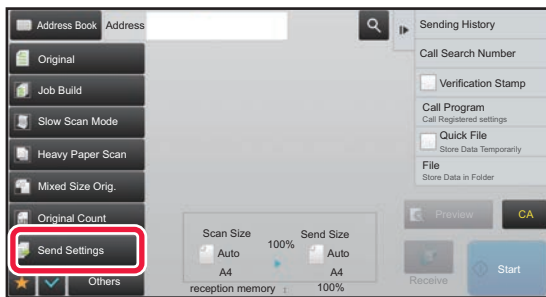 Address Book
Address
Sending History
Original
Call Search Number
Job Build
Verification Stamp
Slow Scan Mode
Call Program
Call Registered settings
Heavy Paper Scan
Quick File
Store Data Temporarily
Mixed Size Orig.
File
Store Data in Folder
Original Count
Preview
CA
Scan Size
100%
Send Size
Send Settings
Auto
Auto
A4
A4
Receive
Start
Others
reception memory : 100%